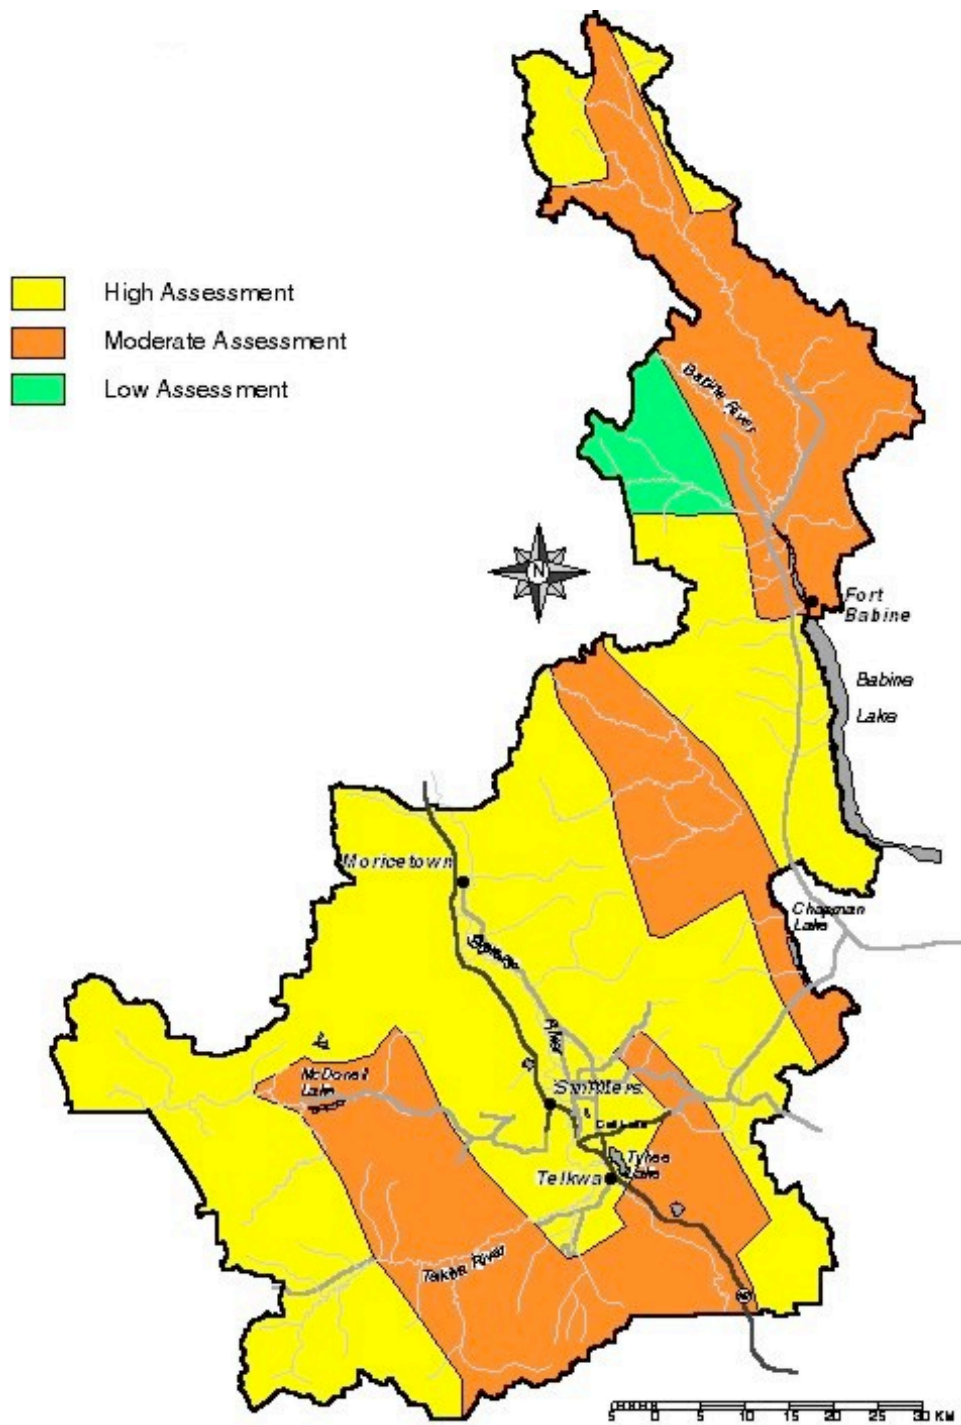 High Assessment
Moderate Assessment
Low Assessment
Babine River
N
Fort
Babine
Babine
Lake
Moricetown
Chapman
Lake
River
McDonell
Lake
Smithers
Tyhee
Lake
Telkwa
Telkwa River
5 0 5 10 15 20 25 30 KM